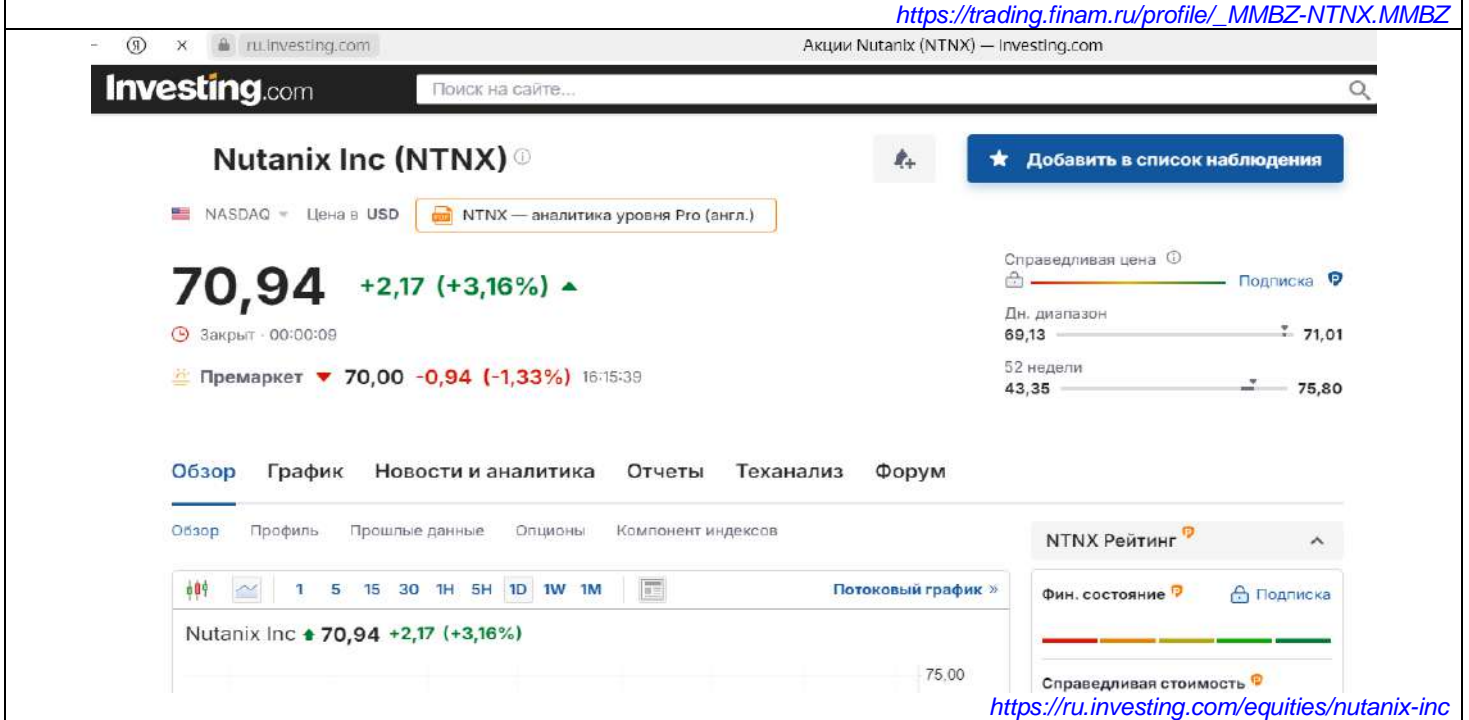 https://trading.finam.ru/profile/_MMBZ-NTNX.MMBZ
Я × ru.investing.com Акции Nutanix (NTNX) — Investing.com
Investing.com Поиск на сайте...
Nutanix Inc (NTNX) Добавить в список наблюдения
NASDAQ Цена в USD NTNX — аналитика уровня Pro (англ.)
70,94 +2,17 (+3,16%)
Справедливая цена
Подписка
Закрыт · 00:00:09
Дн. диапазон
69,13 71,01
Премаркет 70,00 -0,94 (-1,33%) 16:15:39
52 недели
43,35 75,80
Обзор График Новости и аналитика Отчеты Теханализ Форум
Обзор Профиль Прошлые данные Опционы Компонент индексов
NTNX Рейтинг
1 5 15 30 1H 5H 1D 1W 1M Потоковый график »
Фин. состояние Подписка
Nutanix Inc 70,94 +2,17 (+3,16%)
75,00
Справедливая стоимость
https://ru.investing.com/equities/nutanix-inc